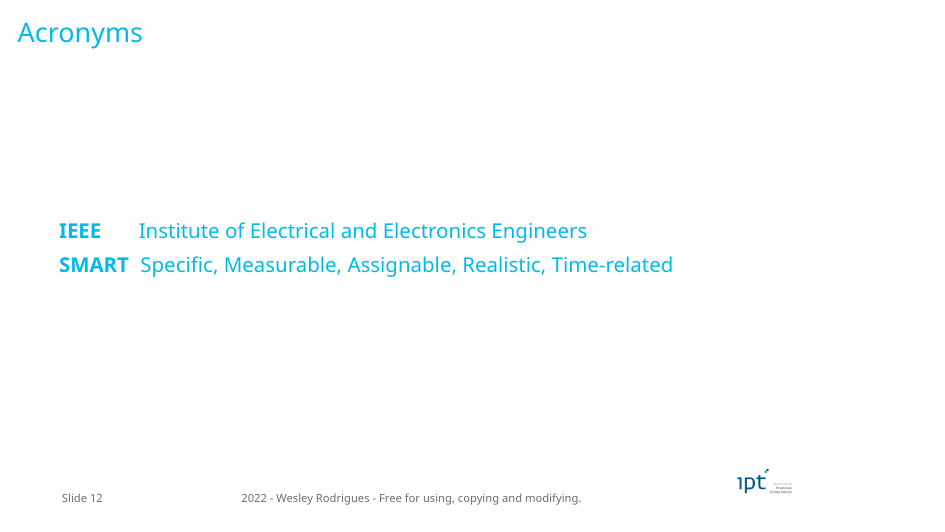 Acronyms
IEEE Institute of Electrical and Electronics Engineers
SMART Specific, Measurable, Assignable, Realistic, Time-related
ipt
Slide 12
2022 - Wesley Rodrigues - Free for using, copying and modifying.